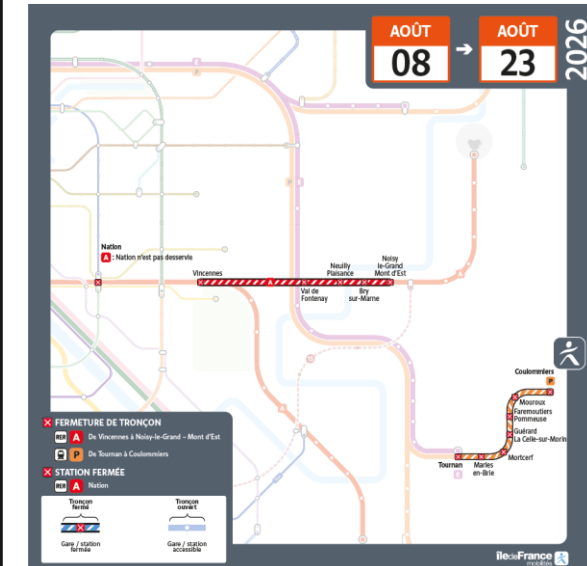 AOÛT
08
→
AOÛT
23
2026
Nation
A : Nation n'est pas desservie
Vincennes
A
Val de
Fontenay
Neuilly
Plaisance
Bry
sur-Marne
Noisy
le-Grand
Mont d'Est
Coulommiers
P
Mouroux
Faremoutiers
Pommeuse
Guérard
La Celle-sur-Morin
Mortcerf
Marles
en-Brie
Tournan
FERMETURE DE TRONÇON
RER A De Vincennes à Noisy-le-Grand – Mont d'Est
P De Tournan à Coulommiers
STATION FERMÉE
RER A Nation
Tronçon
fermé
Gare / station
fermée
Tronçon
ouvert
Gare / station
accessible
îledeFrance
mobilités